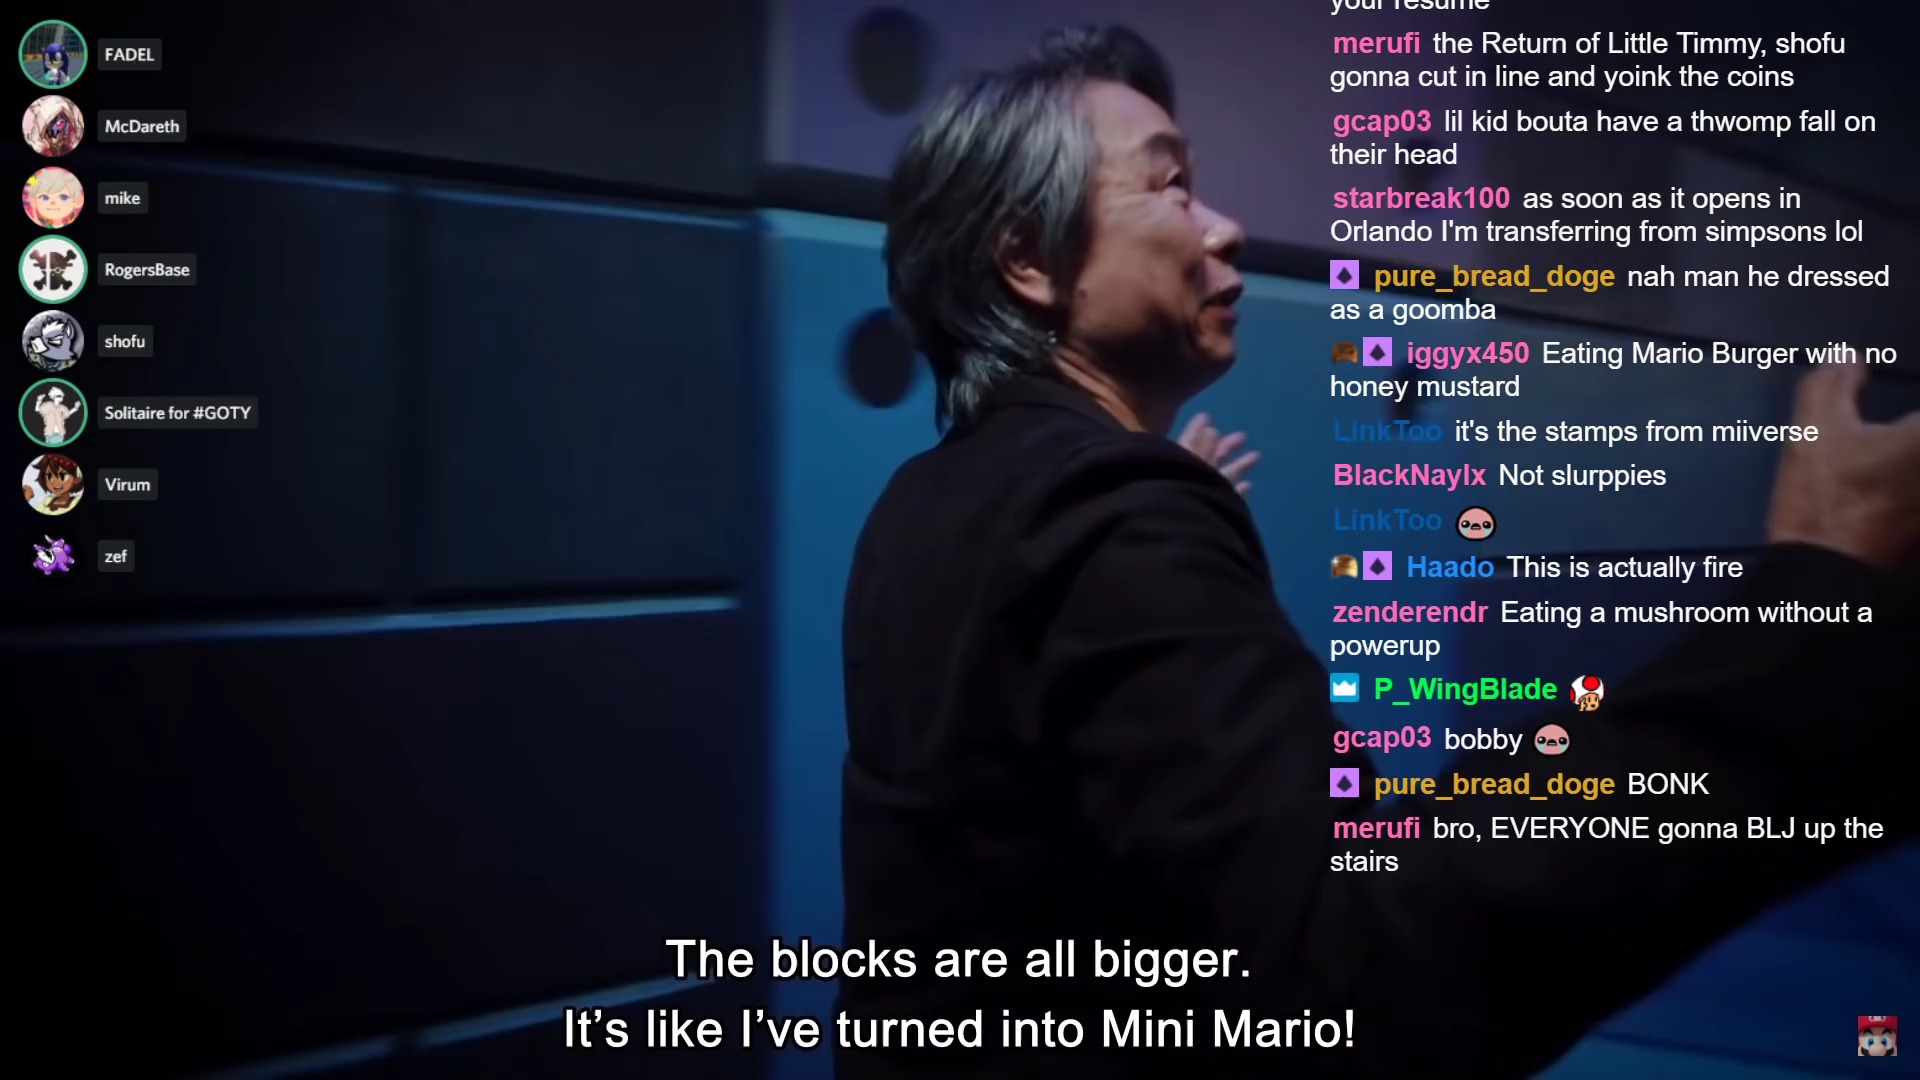 FADEL
McDareth
mike
RogersBase
shofu
Solitaire for #GOTY
Virum
zef
your resume
merufi the Return of Little Timmy, shofu
gonna cut in line and yoink the coins
gcap03 lil kid bouta have a thwomp fall on
their head
starbreak100 as soon as it opens in
Orlando I'm transferring from simpsons lol
pure_bread_doge nah man he dressed
as a goomba
iggyx450 Eating Mario Burger with no
honey mustard
LinkToo it's the stamps from miiverse
BlackNaylx Not slurppies
LinkToo
Haado This is actually fire
zenderendr Eating a mushroom without a
powerup
P_WingBlade
gcap03 bobby
pure_bread_doge BONK
merufi bro, EVERYONE gonna BLJ up the
stairs
The blocks are all bigger.
It’s like I’ve turned into Mini Mario!